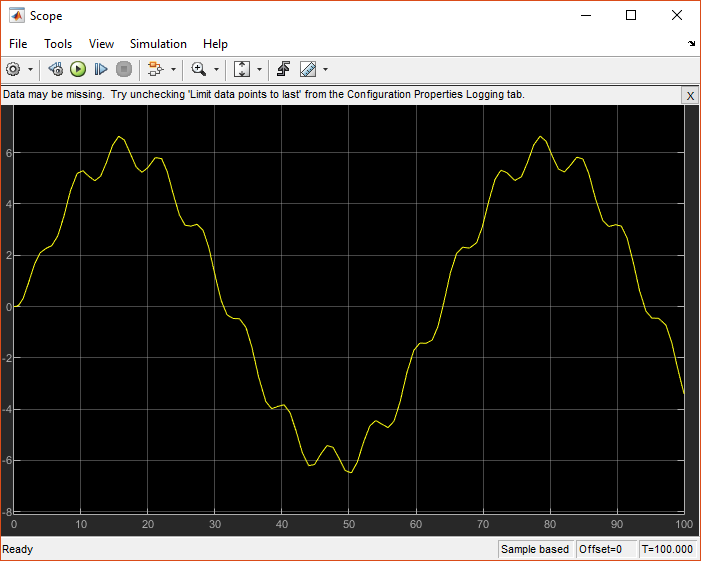 Scope
File Tools View Simulation Help
Data may be missing. Try unchecking 'Limit data points to last' from the Configuration Properties Logging tab. X
6
4
2
0
-2
-4
-6
-8
0 10 20 30 40 50 60 70 80 90 100
Ready Sample based Offset=0 T=100.000